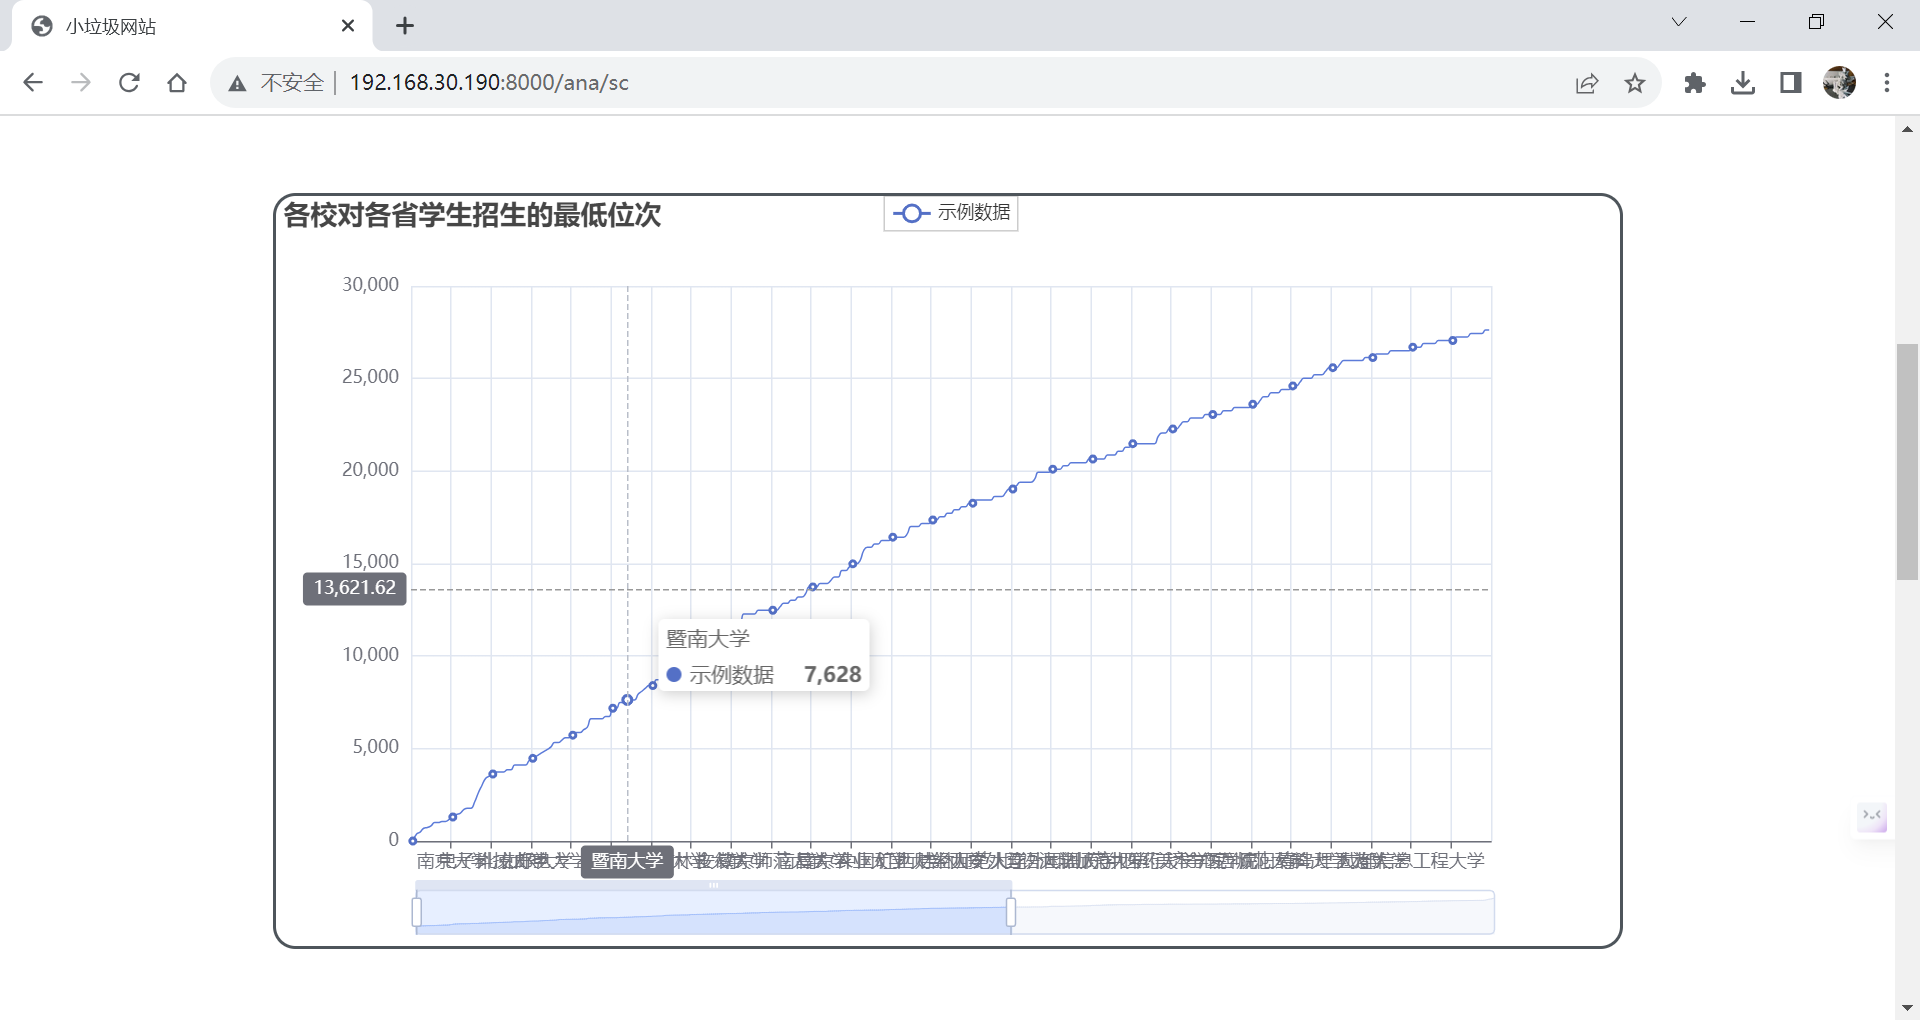 小垃圾网站
不安全
192.168.30.190:8000/ana/sc
各校对各省学生招生的最低位次
示例数据
30,000
25,000
20,000
15,000
13,621.62
10,000
5,000
0
暨南大学
示例数据 7,628
暨南大学
工程大学